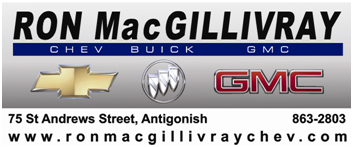 RON MacGILLIVRAY
CHEV BUICK GMC
GMC
75 St Andrews Street, Antigonish 863-2803
www.ronmacgillivraychev.com